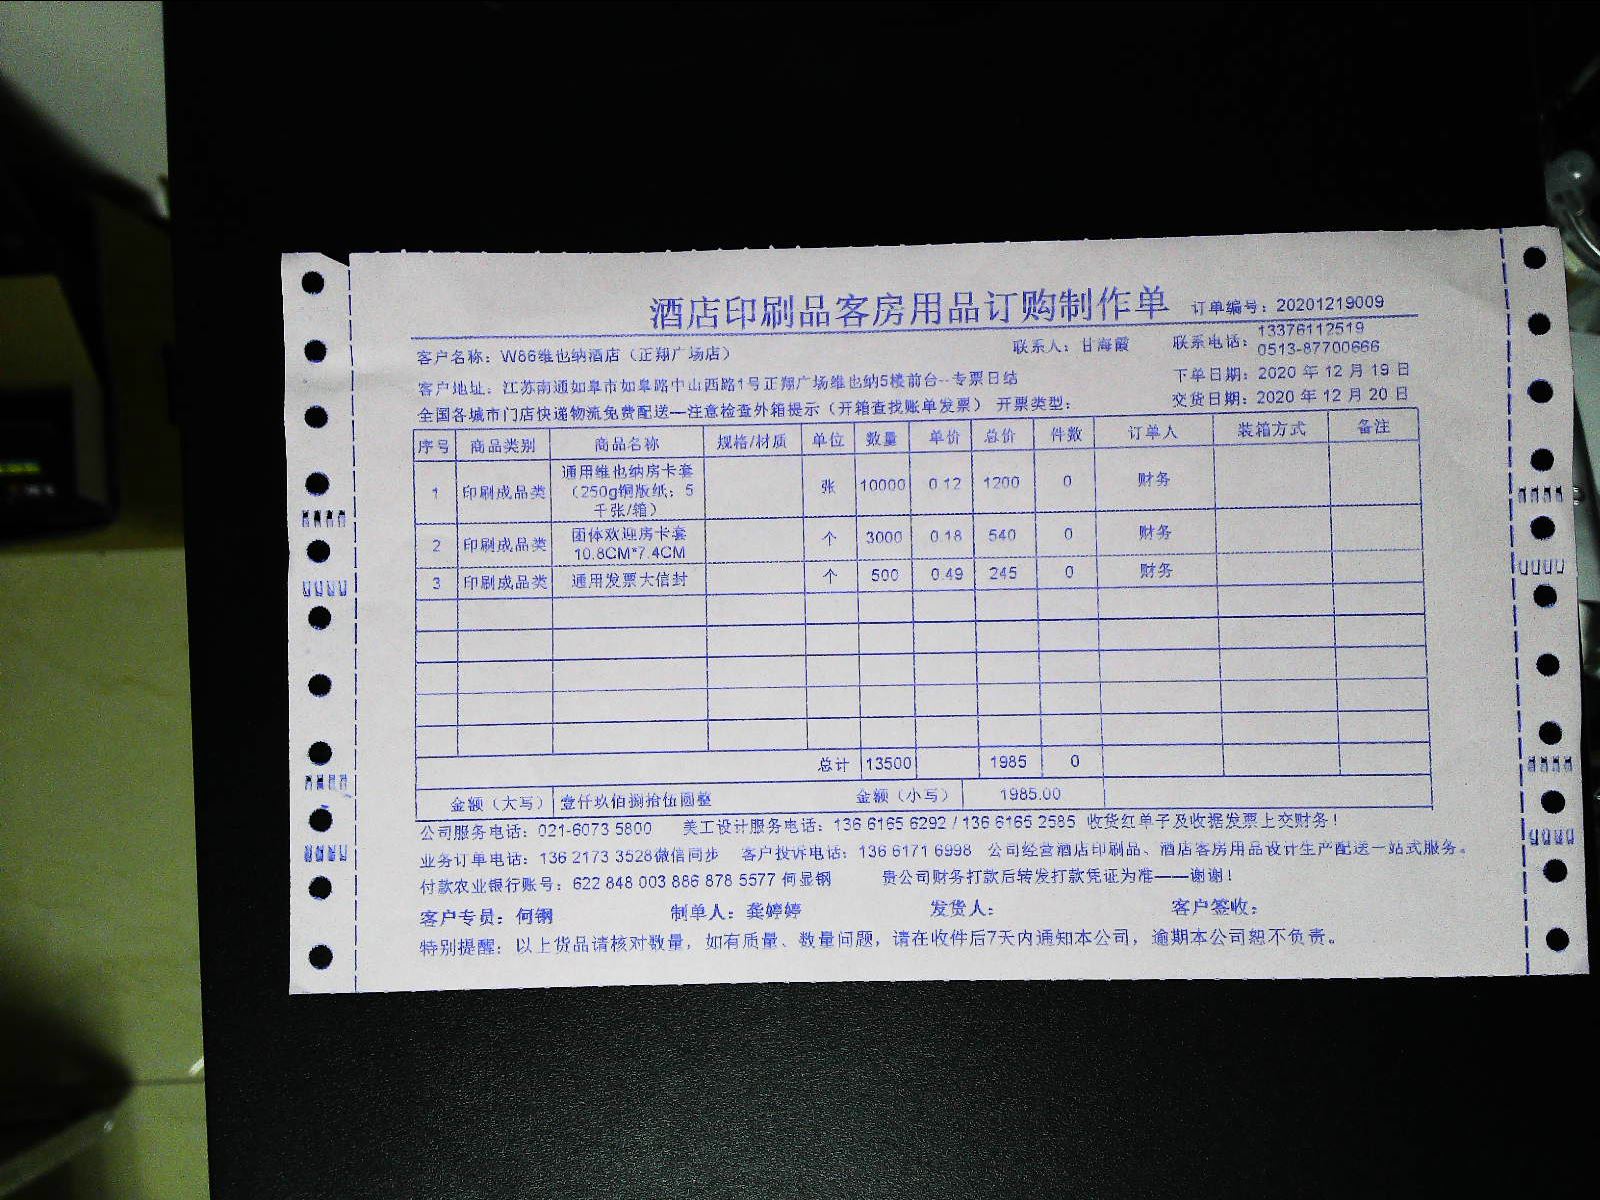 酒店印刷品客房用品订购制作单 订单编号：20201219009
客户名称：W86维也纳酒店（正翔广场店） 联系人：甘海霞 联系电话：13376112519
0513-87700666
客户地址：江苏南通如皋市如皋路中山西路1号正翔广场维也纳5楼前台--专票日结 下单日期：2020 年 12 月 19 日
全国各城市门店快递物流免费配送—注意检查外箱提示（开箱查找账单发票） 开票类型： 交货日期：2020 年 12 月 20 日
序号 商品类别 商品名称 规格/材质 单位 数量 单价 总价 件数 订单人 装箱方式 备注
1 印刷成品类 通用维也纳房卡套（250g铜版纸；5千张/箱） 张 10000 0.12 1200 0 财务
2 印刷成品类 团体欢迎房卡套10.8CM*7.4CM 个 3000 0.18 540 0 财务
3 印刷成品类 通用发票大信封 个 500 0.49 245 0 财务
总计 13500 1985 0
金额（大写） 壹仟玖佰捌拾伍圆整 金额（小写） 1985.00
公司服务电话：021-6073 5800 美工设计服务电话：136 6165 6292 / 136 6165 2585 收货红单子及收据发票上交财务！
业务订单电话：136 2173 3528微信同步 客户投诉电话：136 6171 6998 公司经营酒店印刷品、酒店客房用品设计生产配送一站式服务。
付款农业银行账号：622 848 003 886 878 5577 何显钢 贵公司财务打款后转发打款凭证为准——谢谢！
客户专员：何钢 制单人：龚婷婷 发货人： 客户签收：
特别提醒：以上货品请核对数量，如有质量、数量问题，请在收件后7天内通知本公司，逾期本公司恕不负责。